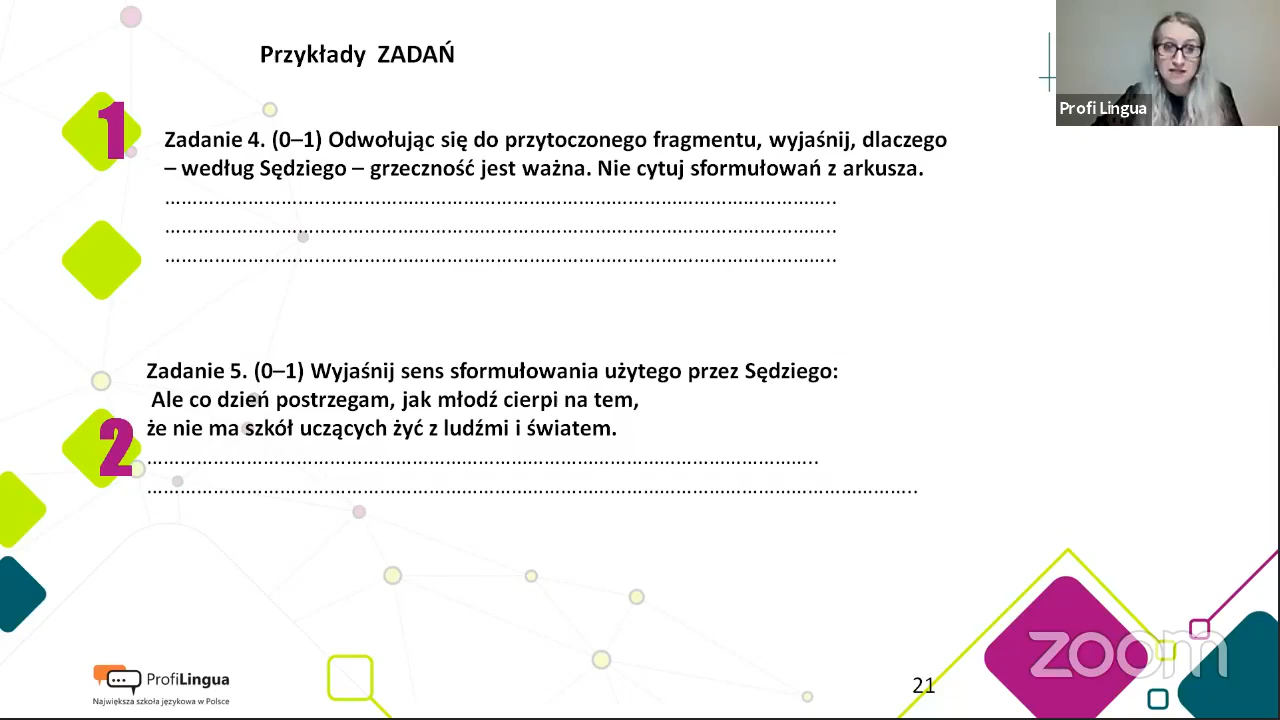 Przykłady ZADAŃ
Profi Lingua
1
Zadanie 4. (0–1) Odwołując się do przytoczonego fragmentu, wyjaśnij, dlaczego
– według Sędziego – grzeczność jest ważna. Nie cytuj sformułowań z arkusza.
………………………………………………………………………………………………………..
………………………………………………………………………………………………………..
………………………………………………………………………………………………………..
Zadanie 5. (0–1) Wyjaśnij sens sformułowania użytego przez Sędziego:
Ale co dzień postrzegam, jak młodź cierpi na tem,
2
że nie ma szkół uczących żyć z ludźmi i światem.
………………………………………………………………………………………………………..
………………………………………………………………………………………………………………………..
zoom
ProfiLingua
Największa szkoła językowa w Polsce
21